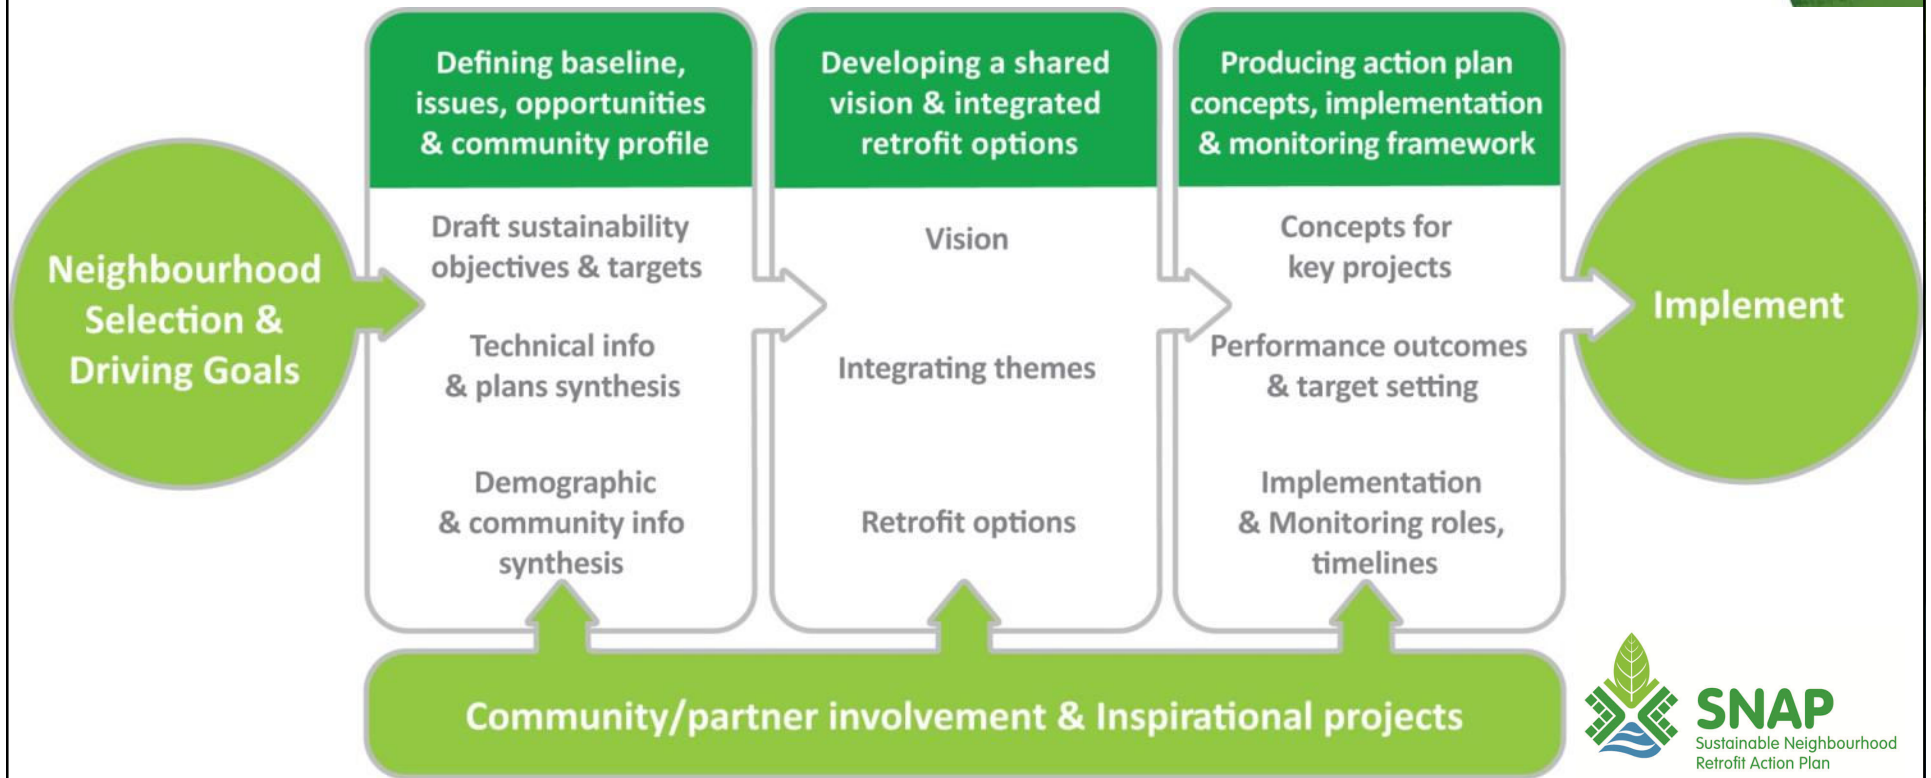 Neighbourhood
Selection &
Driving Goals
Defining baseline,
issues, opportunities
& community profile
Draft sustainability
objectives & targets
Technical info
& plans synthesis
Demographic
& community info
synthesis
Developing a shared
vision & integrated
retrofit options
Vision
Integrating themes
Retrofit options
Producing action plan
concepts, implementation
& monitoring framework
Concepts for
key projects
Performance outcomes
& target setting
Implementation
& Monitoring roles,
timelines
Implement
Community/partner involvement & Inspirational projects
SNAP
Sustainable Neighbourhood
Retrofit Action Plan